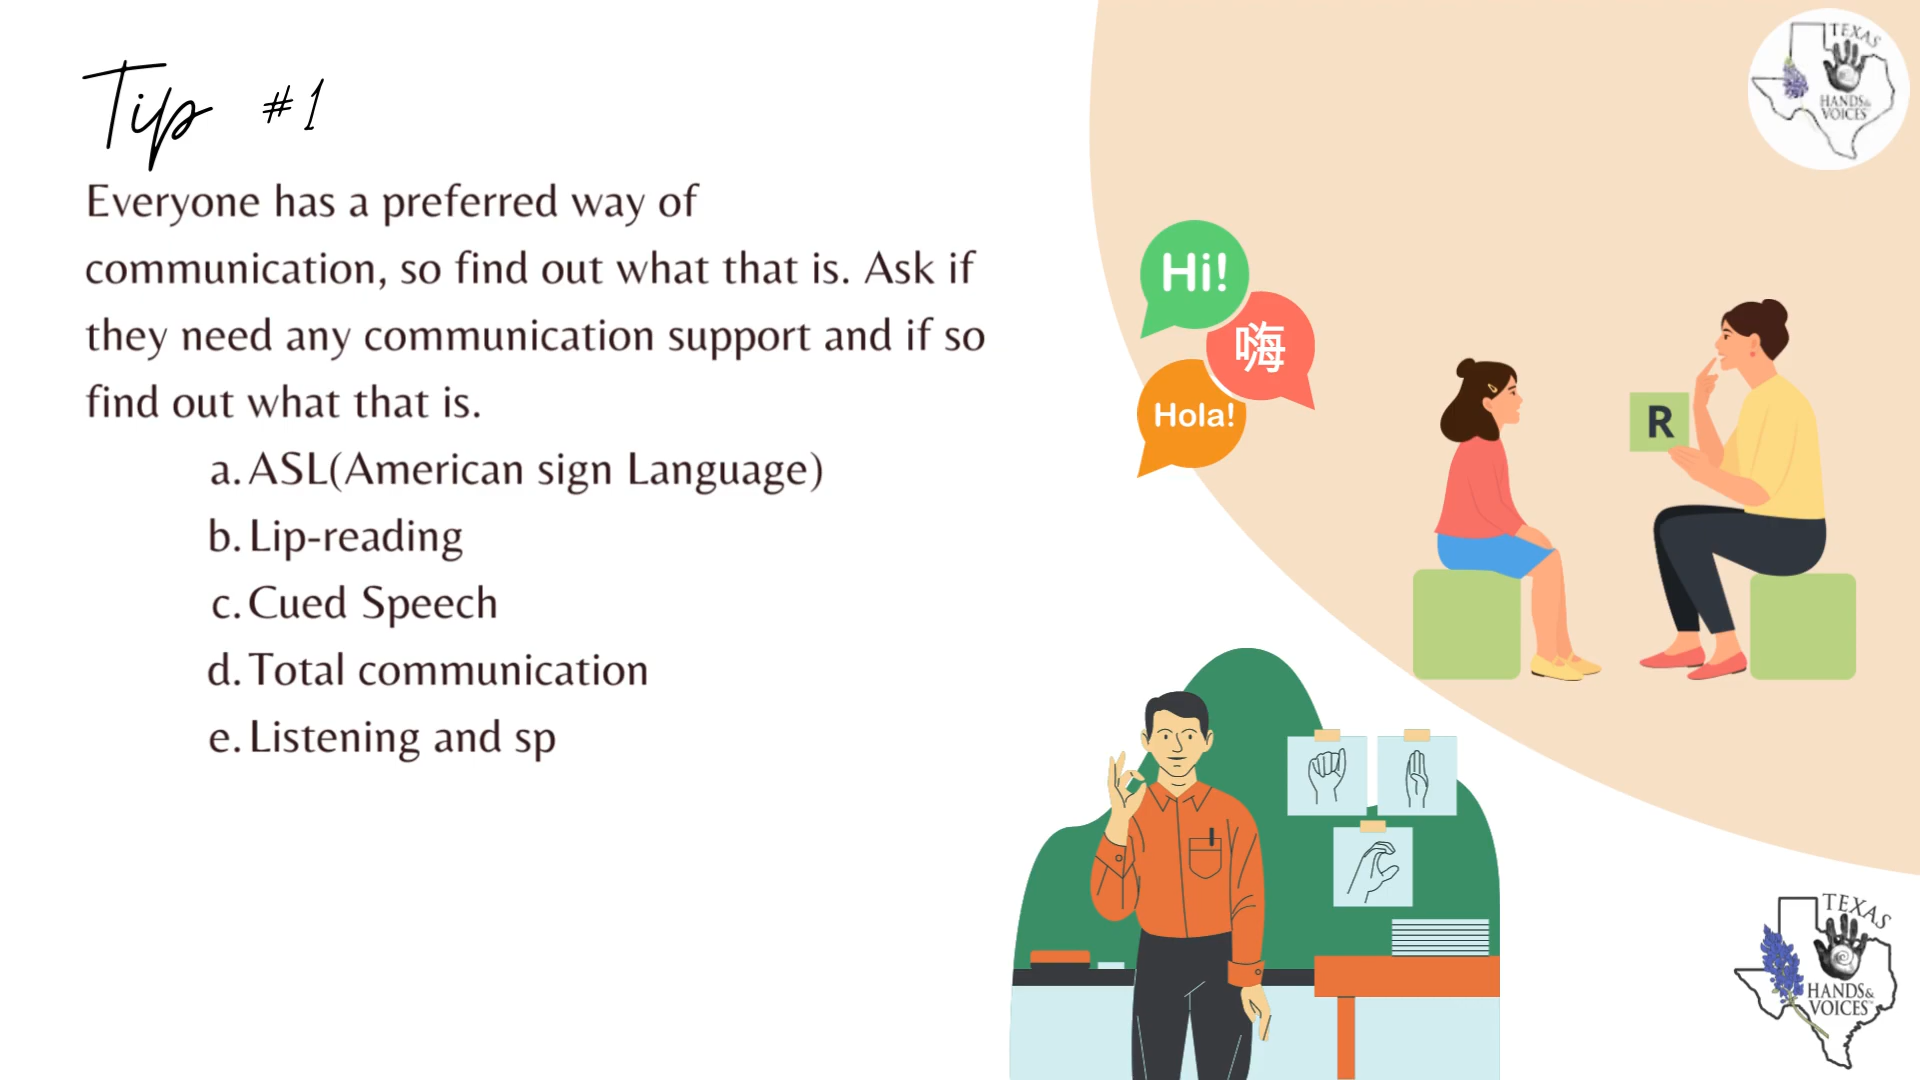 Tip #1
Everyone has a preferred way of
communication, so find out what that is. Ask if
they need any communication support and if so
find out what that is.
a. ASL(American sign Language)
b. Lip-reading
c. Cued Speech
d. Total communication
e. Listening and sp
Hi!
嗨
Hola!
R
TEXAS
HANDS&
VOICES
TEXAS
HANDS&
VOICES